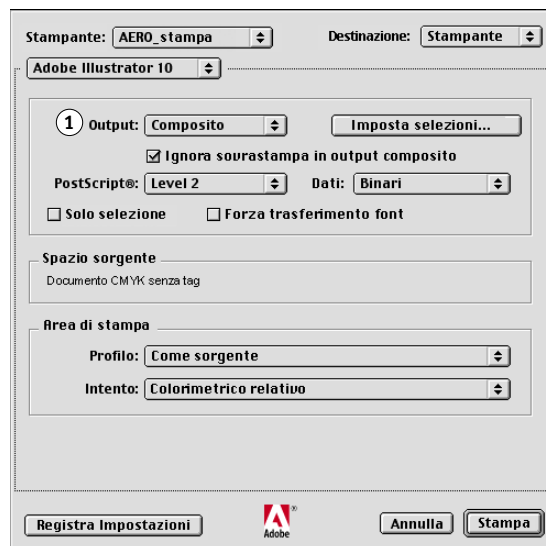 Stampante: AERO_stampa Destinazione: Stampante
Adobe Illustrator 10
1 Output: Composito Imposta selezioni...
Ignora sovrastampa in output composito
PostScript®: Level 2 Dati: Binari
Solo selezione Forza trasferimento font
Spazio sorgente
Documento CMYK senza tag
Area di stampa
Profilo: Come sorgente
Intento: Colorimetrico relativo
Registra Impostazioni Adobe® Annulla Stampa